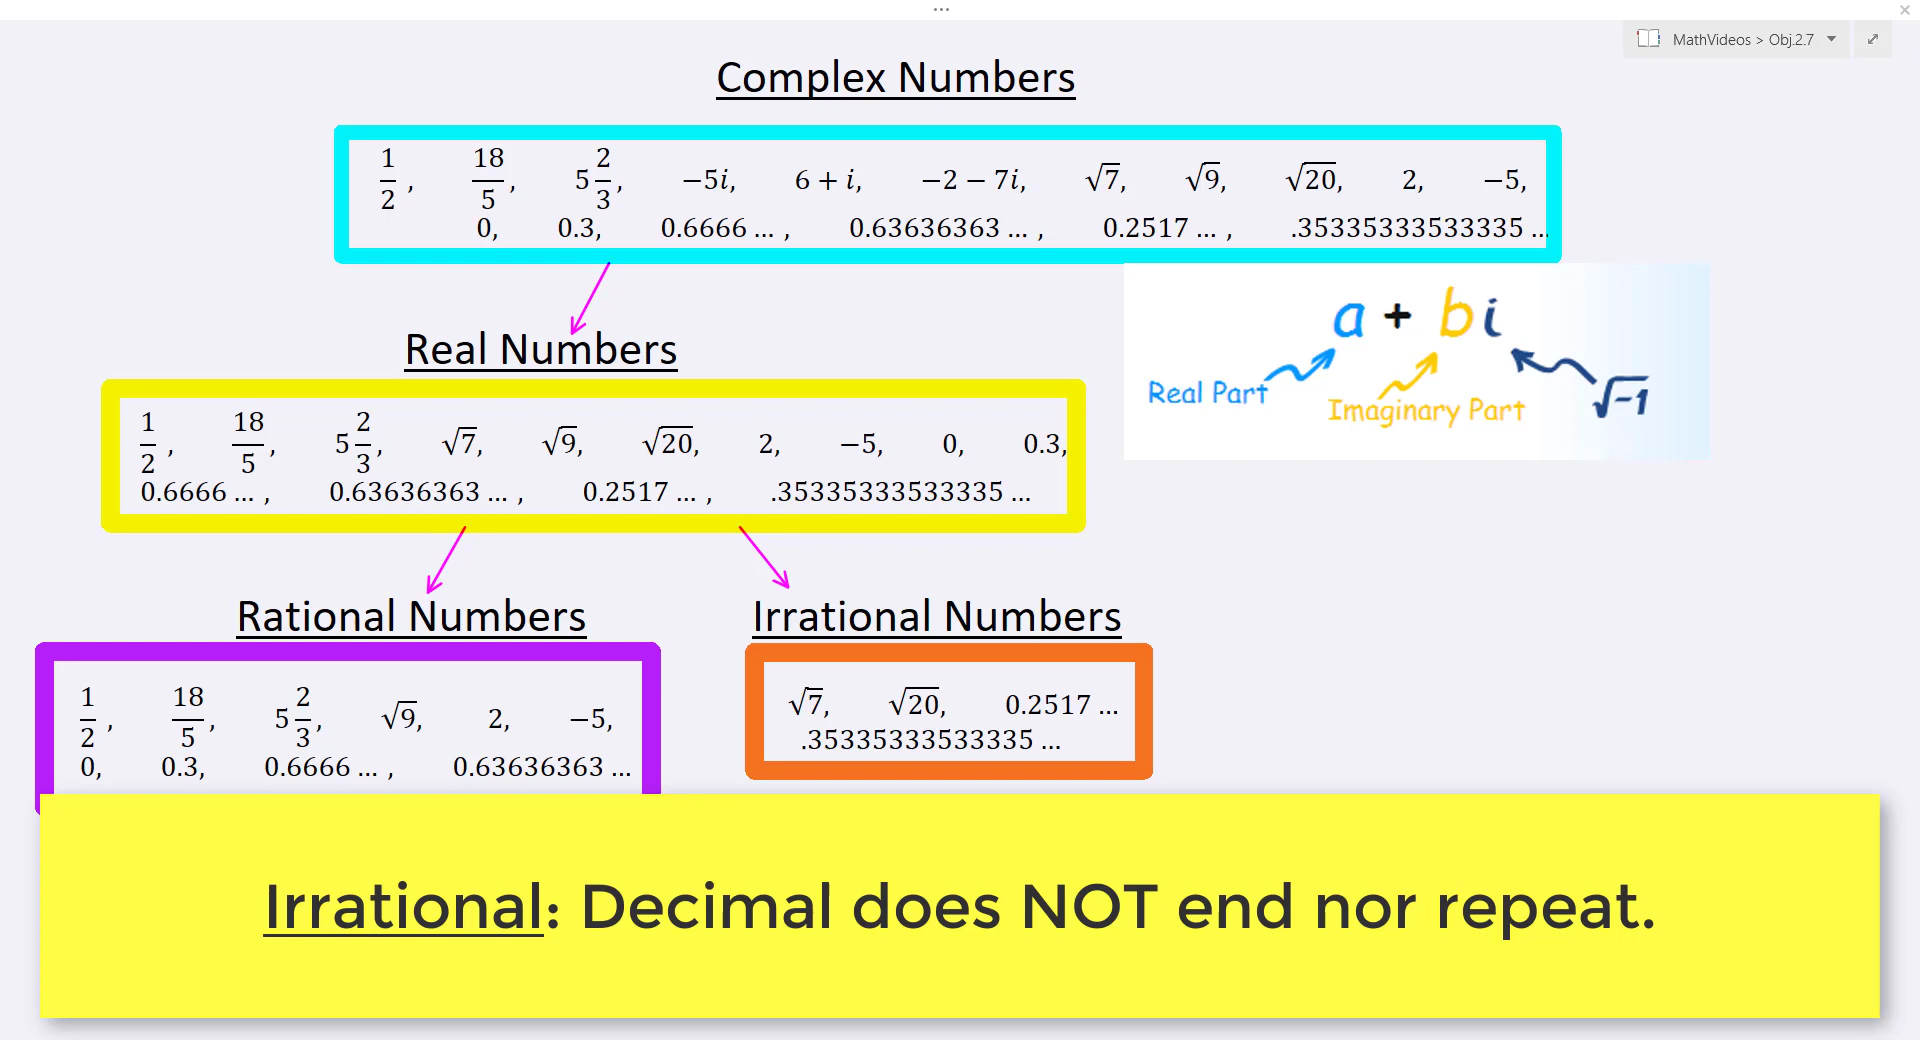 MathVideos > Obj.2.7
Complex Numbers
1/2 , 18/5, 5 2/3, −5i, 6 + i, −2 − 7i, √7, √9, √20, 2, −5,
0, 0.3, 0.6666 … , 0.63636363 … , 0.2517 … , .35335333533335 …
a + bi
Real Part
Imaginary Part
√-1
Real Numbers
1/2 , 18/5, 5 2/3, √7, √9, √20, 2, −5, 0, 0.3,
0.6666 … , 0.63636363 … , 0.2517 … , .35335333533335 …
Rational Numbers
1/2 , 18/5, 5 2/3, √9, 2, −5,
0, 0.3, 0.6666 … , 0.63636363 …
Irrational Numbers
√7, √20, 0.2517 …
.35335333533335 …
Irrational: Decimal does NOT end nor repeat.